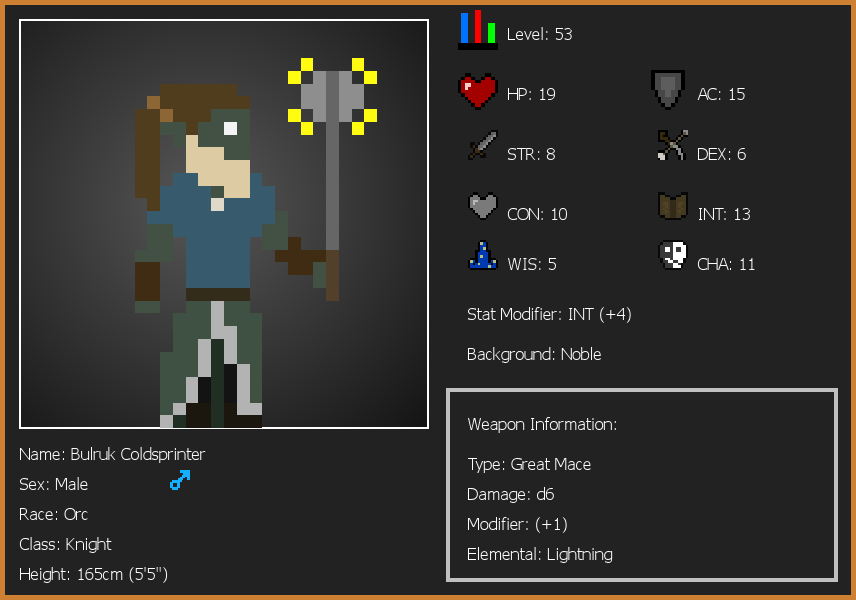 Level: 53
HP: 19
AC: 15
STR: 8
DEX: 6
CON: 10
INT: 13
WIS: 5
CHA: 11
Stat Modifier: INT (+4)
Background: Noble
Weapon Information:
Type: Great Mace
Damage: d6
Modifier: (+1)
Elemental: Lightning
Name: Bulruk Coldsprinter
Sex: Male
Race: Orc
Class: Knight
Height: 165cm (5'5")